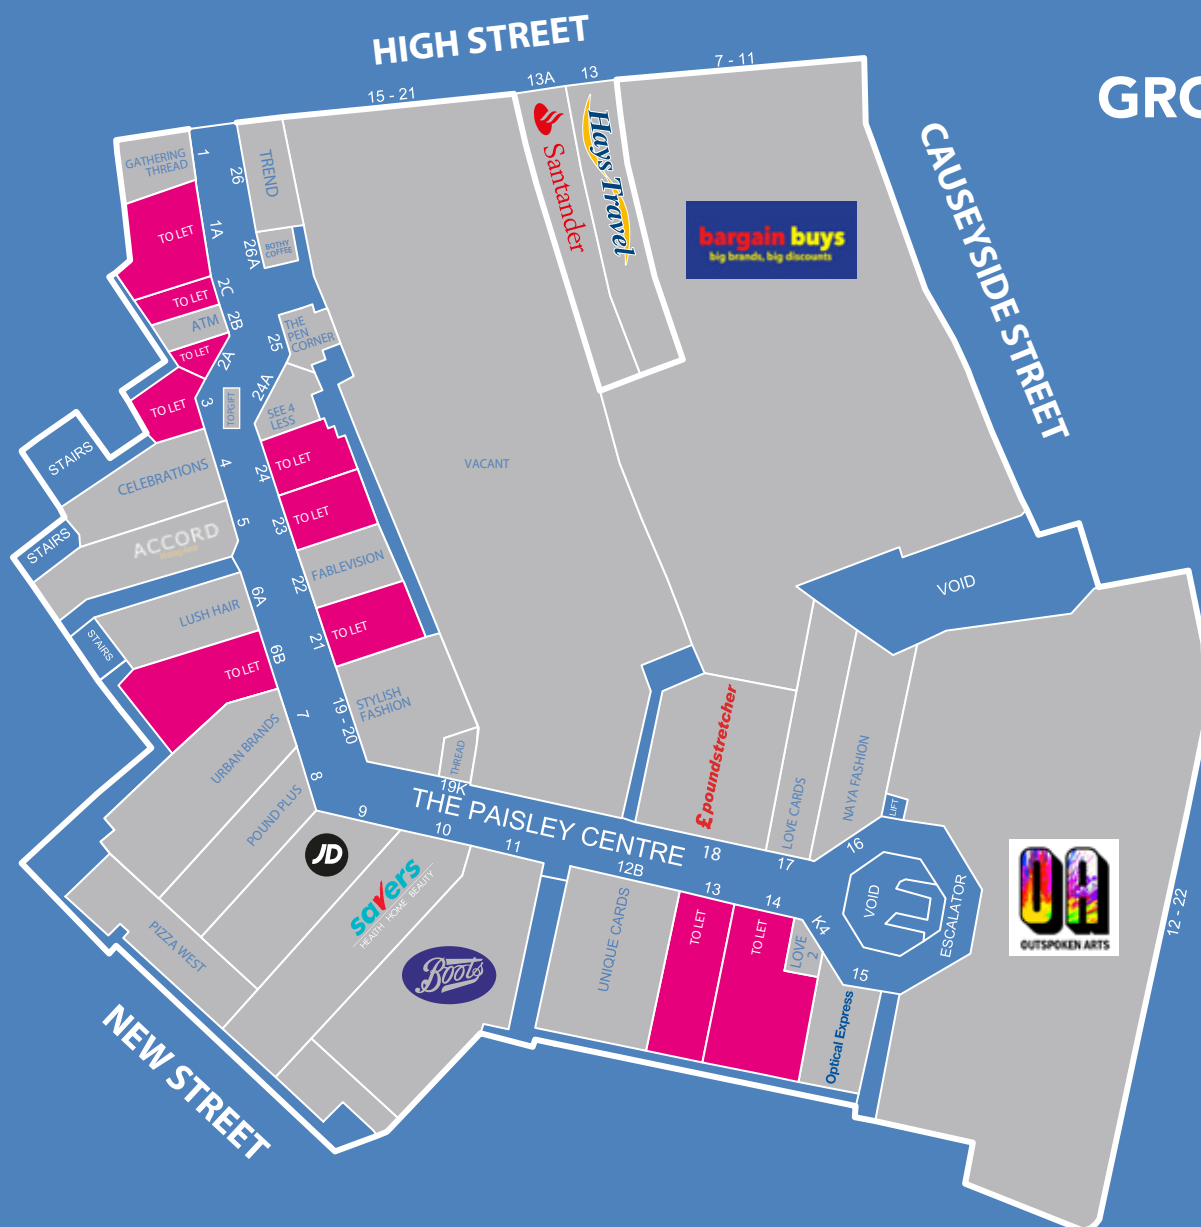 HIGH STREET
GRO
CAUSEYSIDE STREET
NEW STREET
15 - 21
13A
13
7 - 11
12 - 22
GATHERING
THREAD
1
26
TREND
TO LET
1A
26A
BOTHY
COFFEE
TO LET
2C
ATM
2B
TO LET
2A
25
THE
PEN
CORNER
24A
SEE 4
LESS
TO LET
3
TOPGIFT
STAIRS
CELEBRATIONS
4
24
TO LET
STAIRS
ACCORD
5
23
TO LET
22
FABLEVISION
LUSH HAIR
6A
STAIRS
TO LET
6B
21
TO LET
7
URBAN BRANDS
19 - 20
STYLISH
FASHION
THREAD
19K
8
POUND PLUS
9
JD
PIZZA WEST
10
savers
HEALTH HOME BEAUTY
11
Boots
THE PAISLEY CENTRE
VACANT
Santander
Hays Travel
bargain buys
big brands, big discounts
VOID
£poundstretcher
18
LOVE CARDS
17
NAYA FASHION
16
LIFT
12B
UNIQUE CARDS
13
TO LET
14
TO LET
K4
LOVE
2
15
Optical Express
VOID
ESCALATOR
OA
OUTSPOKEN ARTS